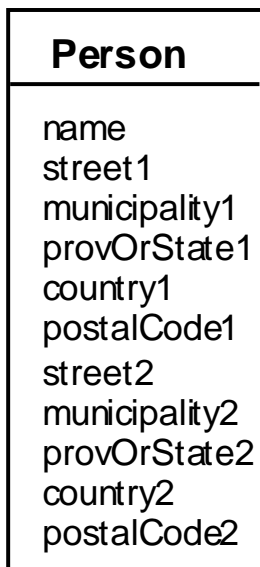 Person
name
street1
municipality1
provOrState1
country1
postalCode1
street2
municipality2
provOrState2
country2
postalCode2